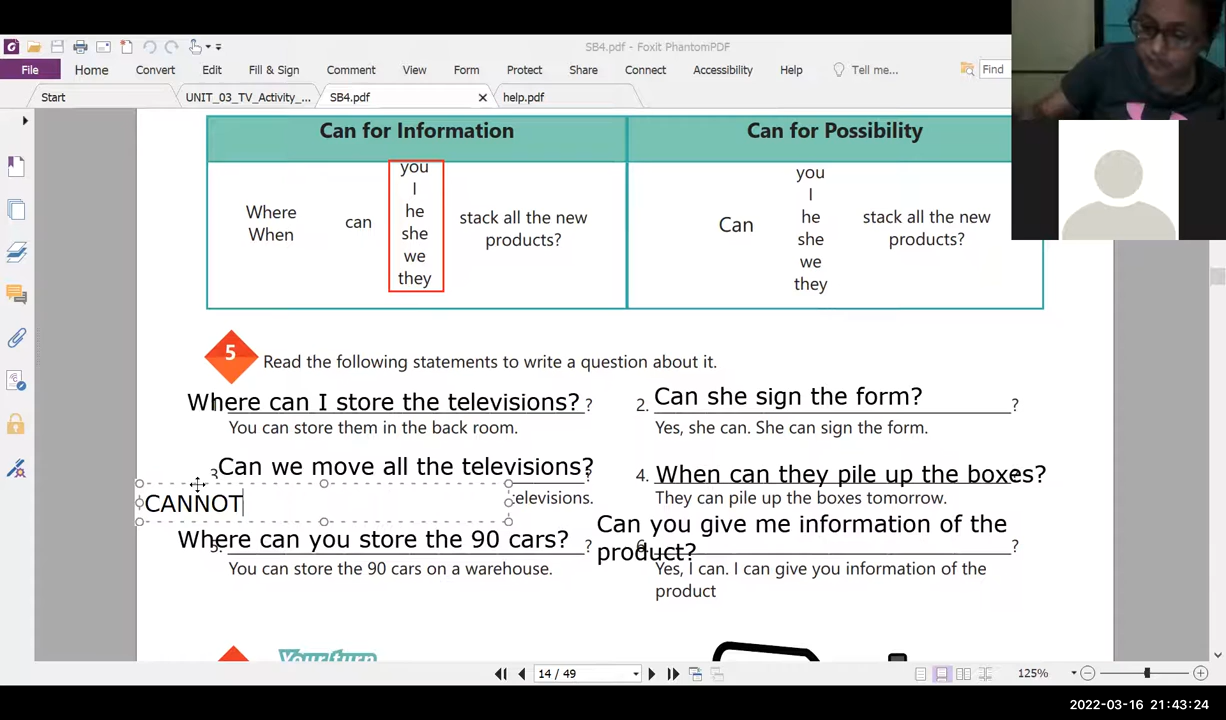 SB4.pdf - Foxit PhantomPDF
File Home Convert Edit Fill & Sign Comment View Form Protect Share Connect Accessibility Help Tell me... Find
Start UNIT_03_TV_Activity_... SB4.pdf help.pdf
Can for Information
Can for Possibility
Where
When
can
you
I
he
she
we
they
stack all the new
products?
Can
you
I
he
she
we
they
stack all the new
products?
5 Read the following statements to write a question about it.
Where can I store the televisions? ?
You can store them in the back room.
2. Can she sign the form? ?
Yes, she can. She can sign the form.
3 Can we move all the televisions?
CANNOT televisions.
4. When can they pile up the boxes?
They can pile up the boxes tomorrow.
5. Where can you store the 90 cars? ?
You can store the 90 cars on a warehouse.
Can you give me information of the
product? ?
Yes, I can. I can give you information of the
product
Your turn
14 / 49
125%
2022-03-16 21:43:24